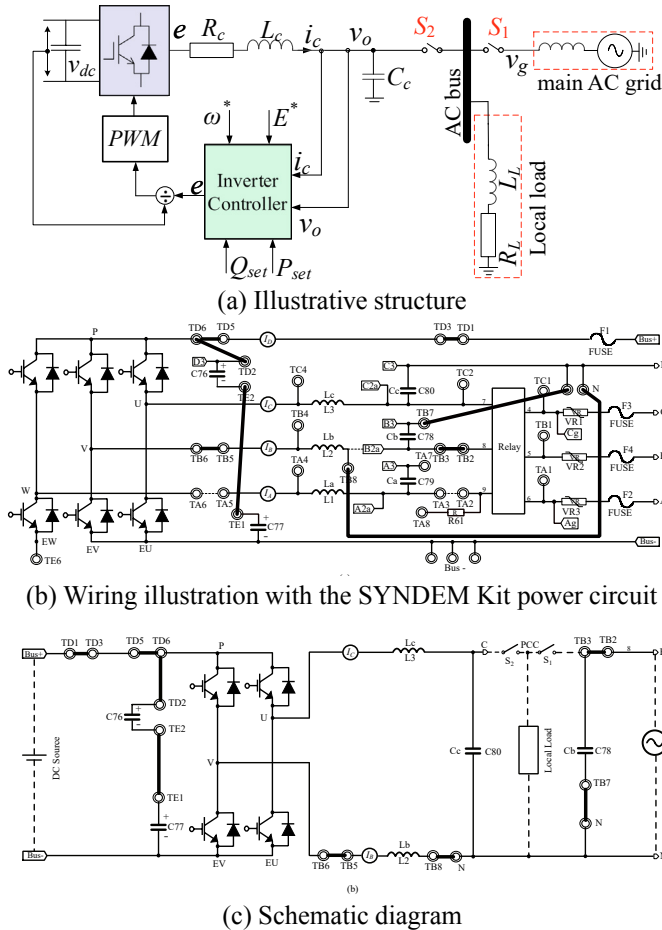 e R_c L_c i_c v_o S_2 S_1
v_dc
v_g
C_c
AC bus
main AC grid
ω* E*
PWM
i_c
÷ e Inverter
Controller
v_o
L_L
R_L
Local load
Q_set P_set
(a) Illustrative structure
P TD6 TD5 I_D TD3 TD1 F1 Bus+
FUSE
D3
C76 + −
TD2
TE2
TC4
C3
C2a Cc C80
TC2
TC1 N
U I_C Lc
L3
7
4 VR VR1 F3
FUSE
Cg
TB4
B3 TB7
Cb C78
TB1
V TB6 TB5 I_B Lb
L2
B2a TB3 TB2 8 Relay 5 VR VR2 F4
FUSE
TA4 TB8
A3 TA7
Ca C79
TA1
W TA6 TA5 I_A La
L1
A2a TA3 TA2 9 6 VR VR3 F2
FUSE
Ag
TA8 R R61
TE1 + − C77
EW EV EU
TE6
Bus - Bus-
(b) Wiring illustration with the SYNDEM Kit power circuit
Bus+ TD1 TD3 TD5 TD6 P
Lc
I_C L3
C S2 PCC S1 TB3 TB2 8
TD2
C76 + −
TE2
U
V
DC Source
Cc C80
Local Load
Cb C78
TB7
N
TE1
C77 + −
EV EU
Bus- TB6 TB5 I_B Lb
L2
TB8 N
(b)
(c) Schematic diagram